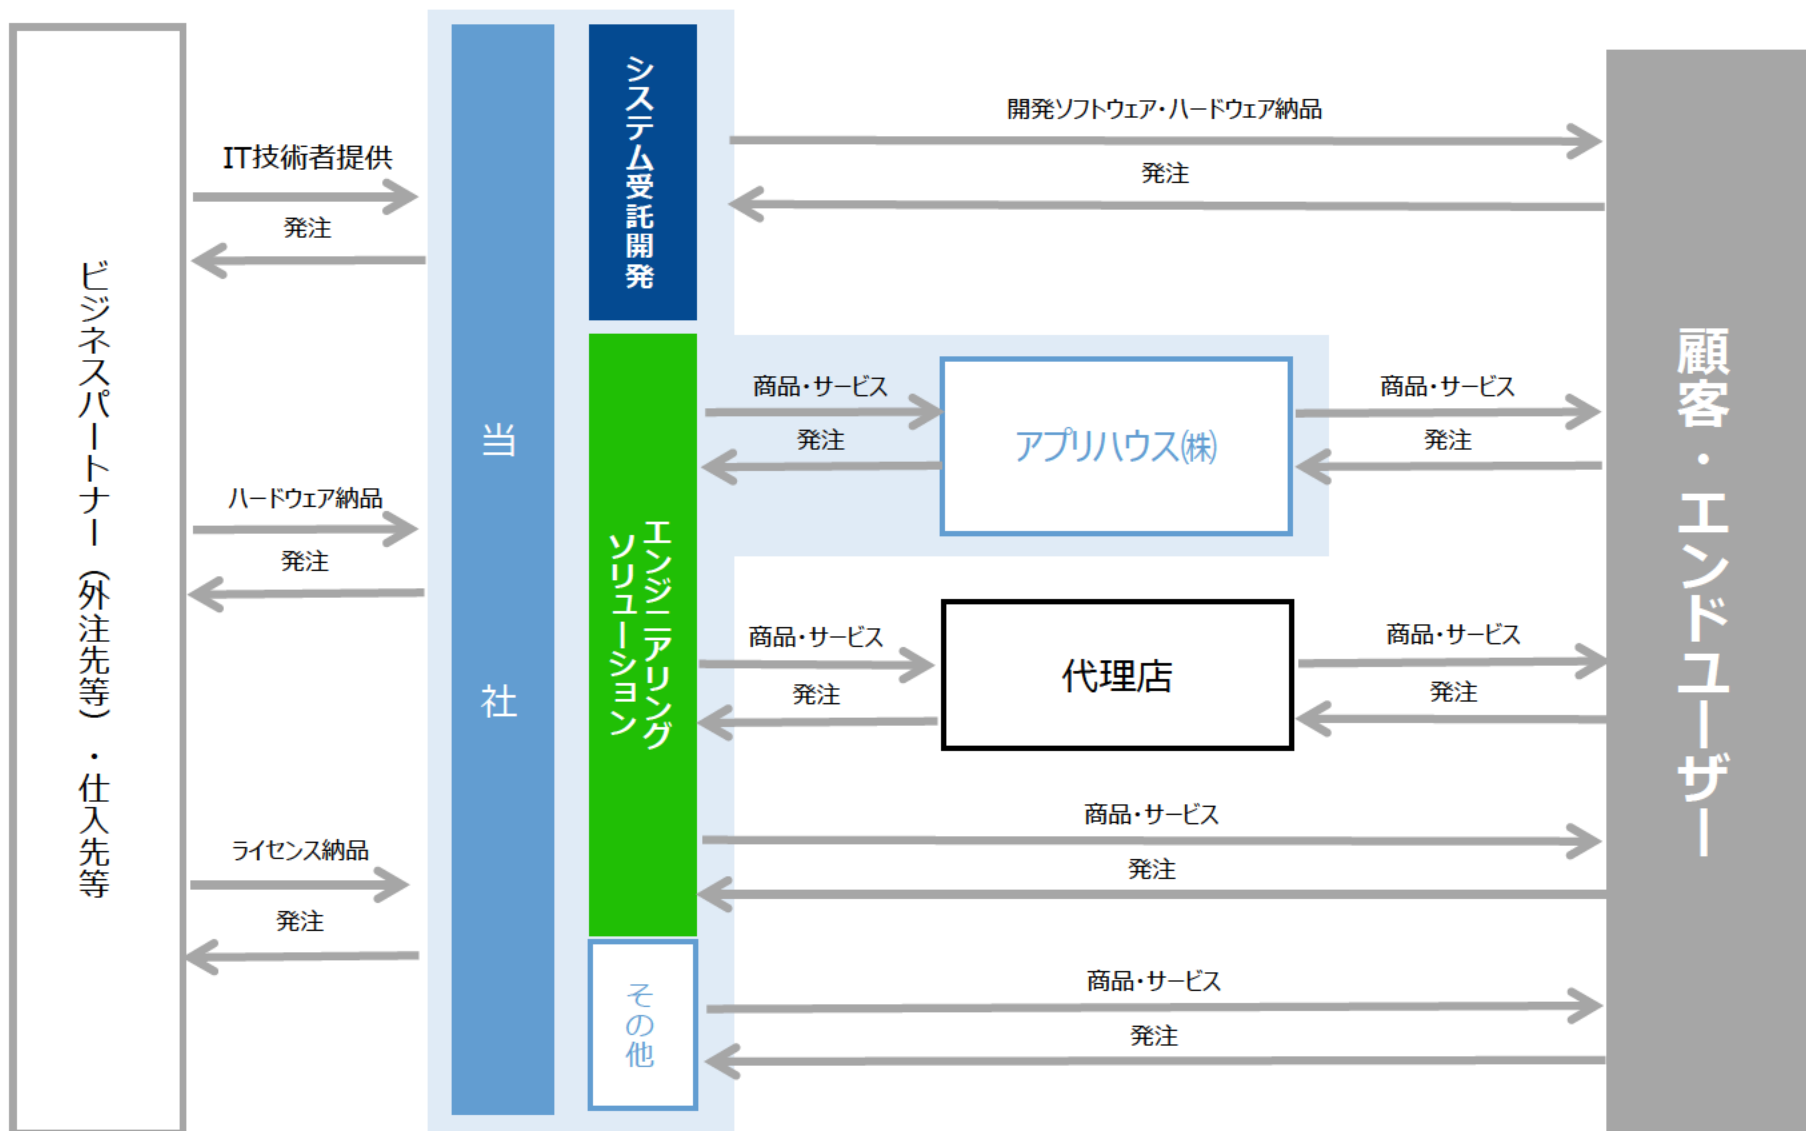 ビジネスパートナー（外注先等）・仕入先等
IT技術者提供
発注
ハードウェア納品
発注
ライセンス納品
発注
当社
システム受託開発
エンジニアリング
ソリューション
その他
開発ソフトウェア・ハードウェア納品
発注
商品・サービス
発注
アプリハウス㈱
商品・サービス
発注
商品・サービス
発注
代理店
商品・サービス
発注
商品・サービス
発注
商品・サービス
発注
顧客・エンドユーザー